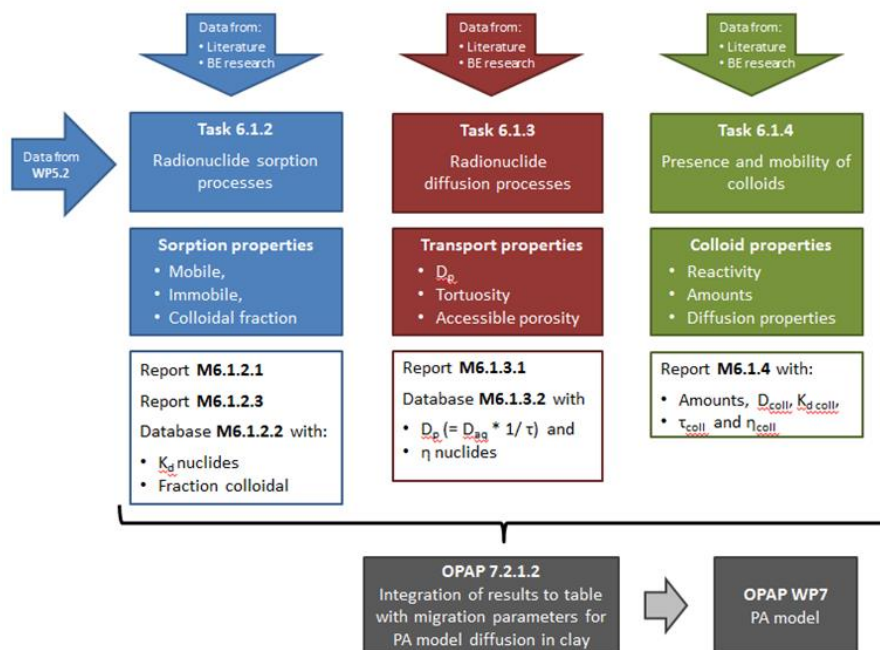 Data from:
• Literature
• BE research
Data from:
• Literature
• BE research
Data from:
• Literature
• BE research
Data from
WP5.2
Task 6.1.2
Radionuclide sorption
processes
Task 6.1.3
Radionuclide
diffusion processes
Task 6.1.4
Presence and mobility of
colloids
Sorption properties
• Mobile,
• Immobile,
• Colloidal fraction
Transport properties
• Dp
• Tortuosity
• Accessible porosity
Colloid properties
• Reactivity
• Amounts
• Diffusion properties
Report M6.1.2.1
Report M6.1.2.3
Database M6.1.2.2 with:
• Kd nuclides
• Fraction colloidal
Report M6.1.3.1
Database M6.1.3.2 with
• Dp (= Daq * 1/ τ) and
• η nuclides
Report M6.1.4 with:
• Amounts, Dcoll, Kd coll,
• τcoll and ηcoll
OPAP 7.2.1.2
Integration of results to table
with migration parameters for
PA model diffusion in clay
OPAP WP7
PA model